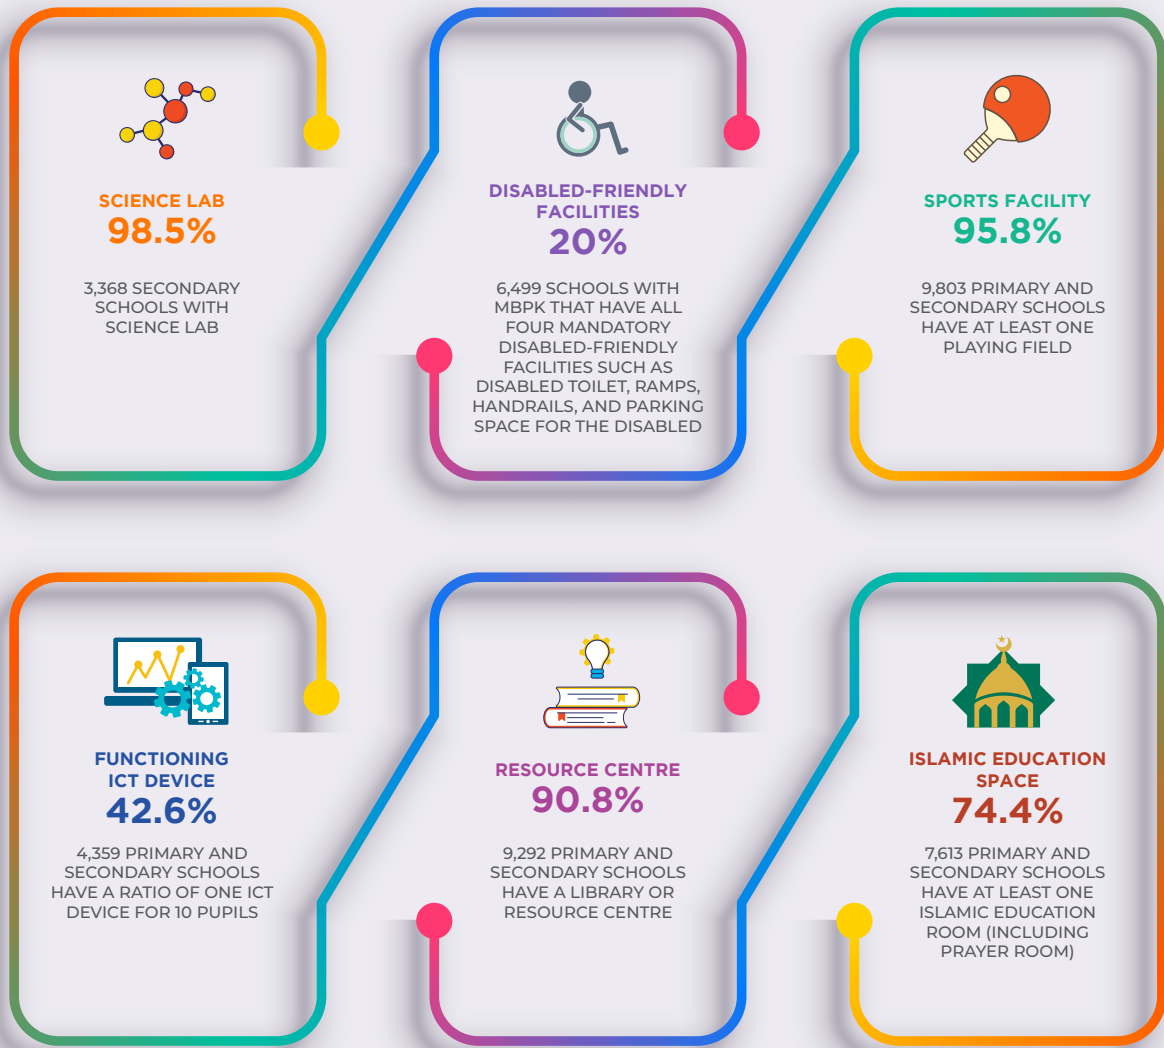 SCIENCE LAB
98.5%
3,368 SECONDARY
SCHOOLS WITH
SCIENCE LAB
DISABLED-FRIENDLY
FACILITIES
20%
6,499 SCHOOLS WITH
MBPK THAT HAVE ALL
FOUR MANDATORY
DISABLED-FRIENDLY
FACILITIES SUCH AS
DISABLED TOILET, RAMPS,
HANDRAILS, AND PARKING
SPACE FOR THE DISABLED
SPORTS FACILITY
95.8%
9,803 PRIMARY AND
SECONDARY SCHOOLS
HAVE AT LEAST ONE
PLAYING FIELD
FUNCTIONING
ICT DEVICE
42.6%
4,359 PRIMARY AND
SECONDARY SCHOOLS
HAVE A RATIO OF ONE ICT
DEVICE FOR 10 PUPILS
RESOURCE CENTRE
90.8%
9,292 PRIMARY AND
SECONDARY SCHOOLS
HAVE A LIBRARY OR
RESOURCE CENTRE
ISLAMIC EDUCATION
SPACE
74.4%
7,613 PRIMARY AND
SECONDARY SCHOOLS
HAVE AT LEAST ONE
ISLAMIC EDUCATION
ROOM (INCLUDING
PRAYER ROOM)